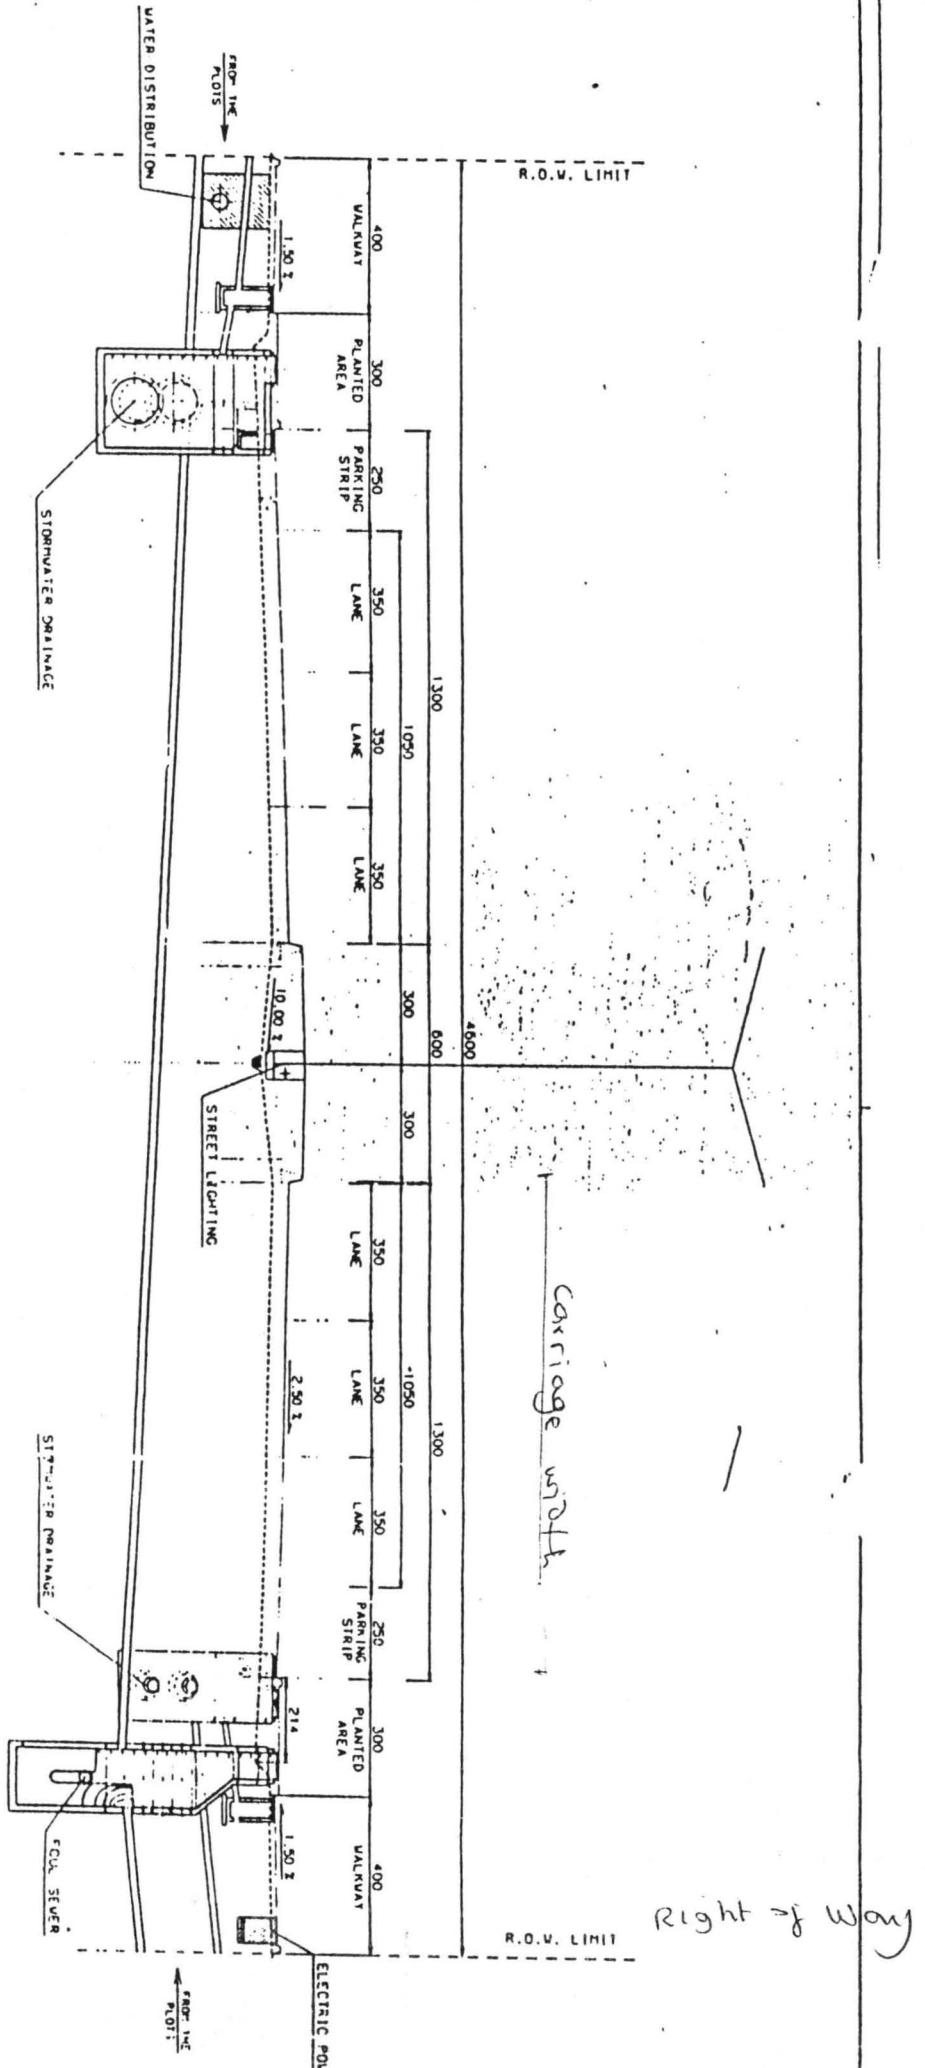 R.O.W. LIMIT
R.O.W. LIMIT
Right of Way
Carriage width
4600
1300
600
1300
1050
300
300
1050
400
WALKWAY
300
PLANTED
AREA
250
PARKING
STRIP
350
LANE
350
LANE
350
LANE
350
LANE
350
LANE
350
LANE
250
PARKING
STRIP
300
PLANTED
AREA
400
WALKWAY
1.50 %
10.00 %
2.50 %
214
1.50 %
FROM THE
PLOTS
WATER DISTRIBUTION
STORMWATER DRAINAGE
STREET LIGHTING
STORMWATER DRAINAGE
FOUL SEWER
ELECTRIC
FROM THE
PLOTS